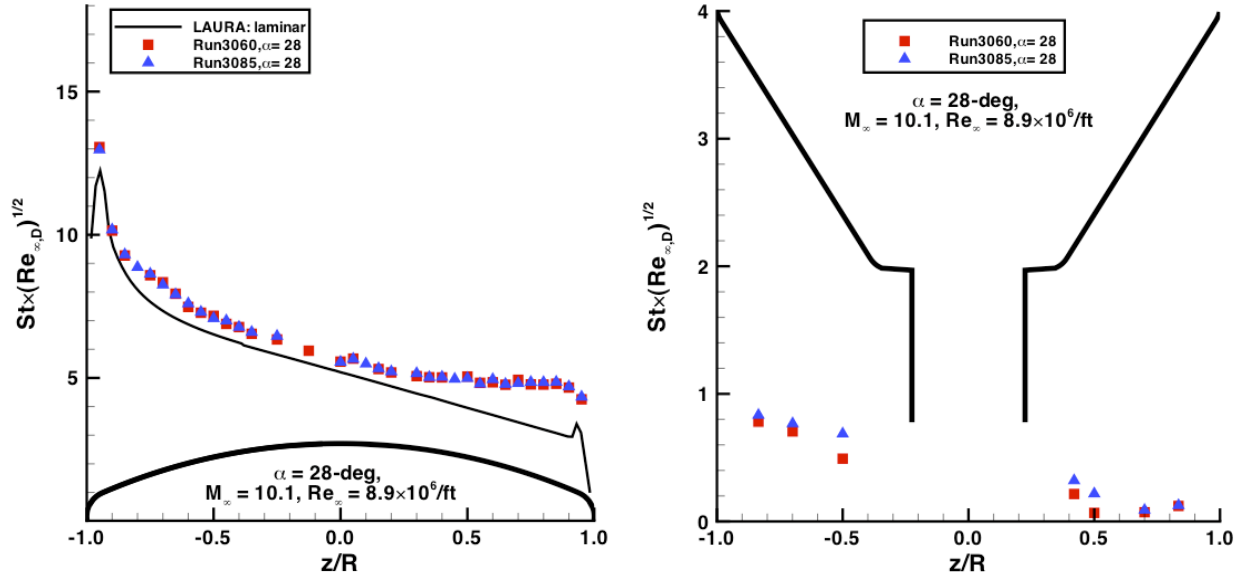 LAURA: laminar
Run3060,α= 28
Run3085,α= 28
15
10
5
St×(Re∞,D)1/2
α = 28-deg,
M∞ = 10.1, Re∞ = 8.9×10⁶/ft
-1.0 -0.5 0.0 0.5 1.0
z/R
Run3060,α= 28
Run3085,α= 28
α = 28-deg,
M∞ = 10.1, Re∞ = 8.9×10⁶/ft
4
3
2
1
0
St×(Re∞,D)1/2
-1.0 -0.5 0.0 0.5 1.0
z/R